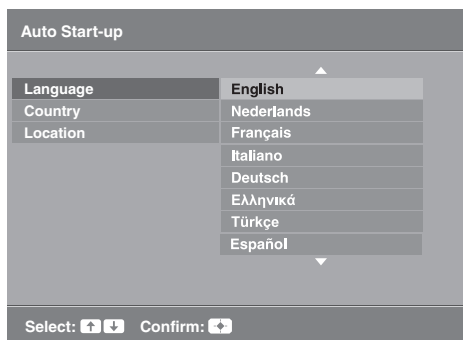 Auto Start-up
Language
Country
Location
English
Nederlands
Français
Italiano
Deutsch
Ελληνικά
Türkçe
Español
Select: Confirm: